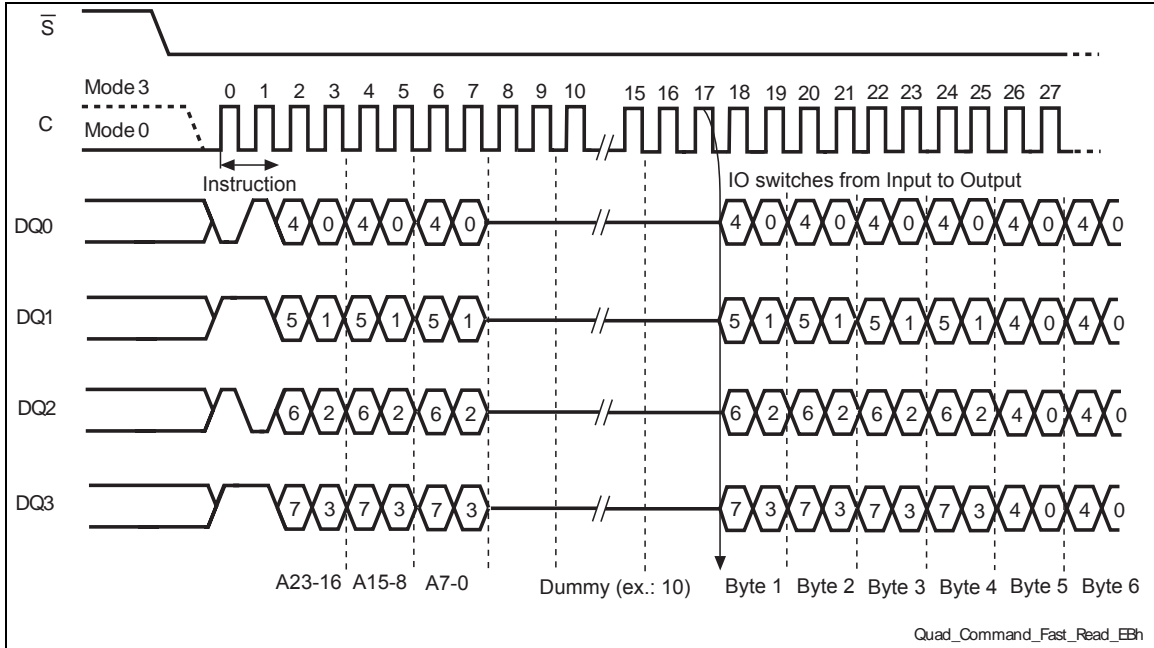 S
Mode 3
0 1 2 3 4 5 6 7 8 9 10 15 16 17 18 19 20 21 22 23 24 25 26 27
C
Mode 0
Instruction
IO switches from Input to Output
DQ0 4 0 4 0 4 0 4 0 4 0 4 0 4 0 4 0 4 0
DQ1 5 1 5 1 5 1 5 1 5 1 5 1 5 1 4 0 4 0
DQ2 6 2 6 2 6 2 6 2 6 2 6 2 6 2 4 0 4 0
DQ3 7 3 7 3 7 3 7 3 7 3 7 3 7 3 4 0 4 0
A23-16 A15-8 A7-0 Dummy (ex.: 10) Byte 1 Byte 2 Byte 3 Byte 4 Byte 5 Byte 6
Quad_Command_Fast_Read_EBh